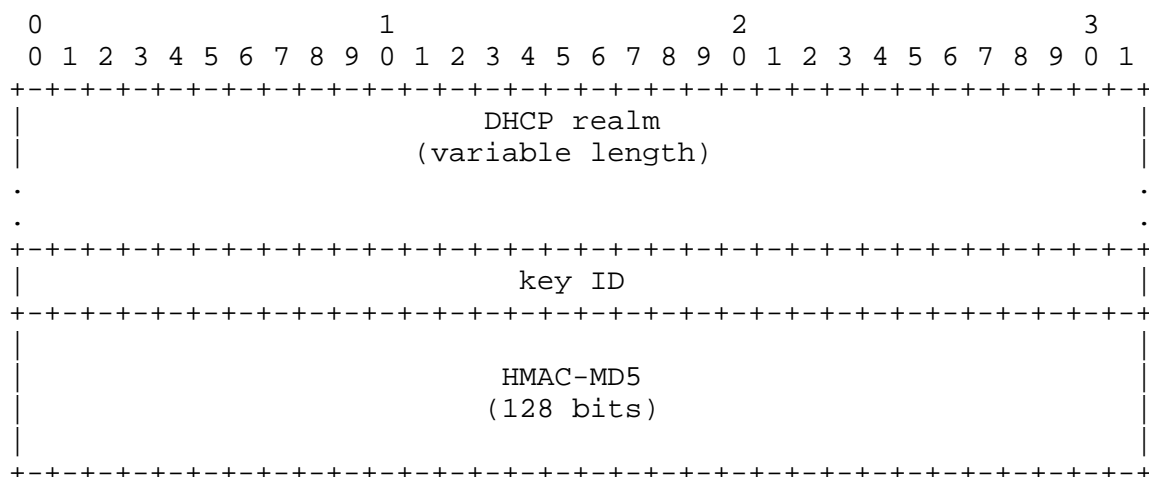 0                   1                   2                   3
 0 1 2 3 4 5 6 7 8 9 0 1 2 3 4 5 6 7 8 9 0 1 2 3 4 5 6 7 8 9 0 1
+-+-+-+-+-+-+-+-+-+-+-+-+-+-+-+-+-+-+-+-+-+-+-+-+-+-+-+-+-+-+-+-+
|                          DHCP realm                           |
|                      (variable length)                        |
.                                                               .
.                                                               .
+-+-+-+-+-+-+-+-+-+-+-+-+-+-+-+-+-+-+-+-+-+-+-+-+-+-+-+-+-+-+-+-+
|                            key ID                             |
+-+-+-+-+-+-+-+-+-+-+-+-+-+-+-+-+-+-+-+-+-+-+-+-+-+-+-+-+-+-+-+-+
|                                                               |
|                           HMAC-MD5                            |
|                          (128 bits)                           |
|                                                               |
+-+-+-+-+-+-+-+-+-+-+-+-+-+-+-+-+-+-+-+-+-+-+-+-+-+-+-+-+-+-+-+-+